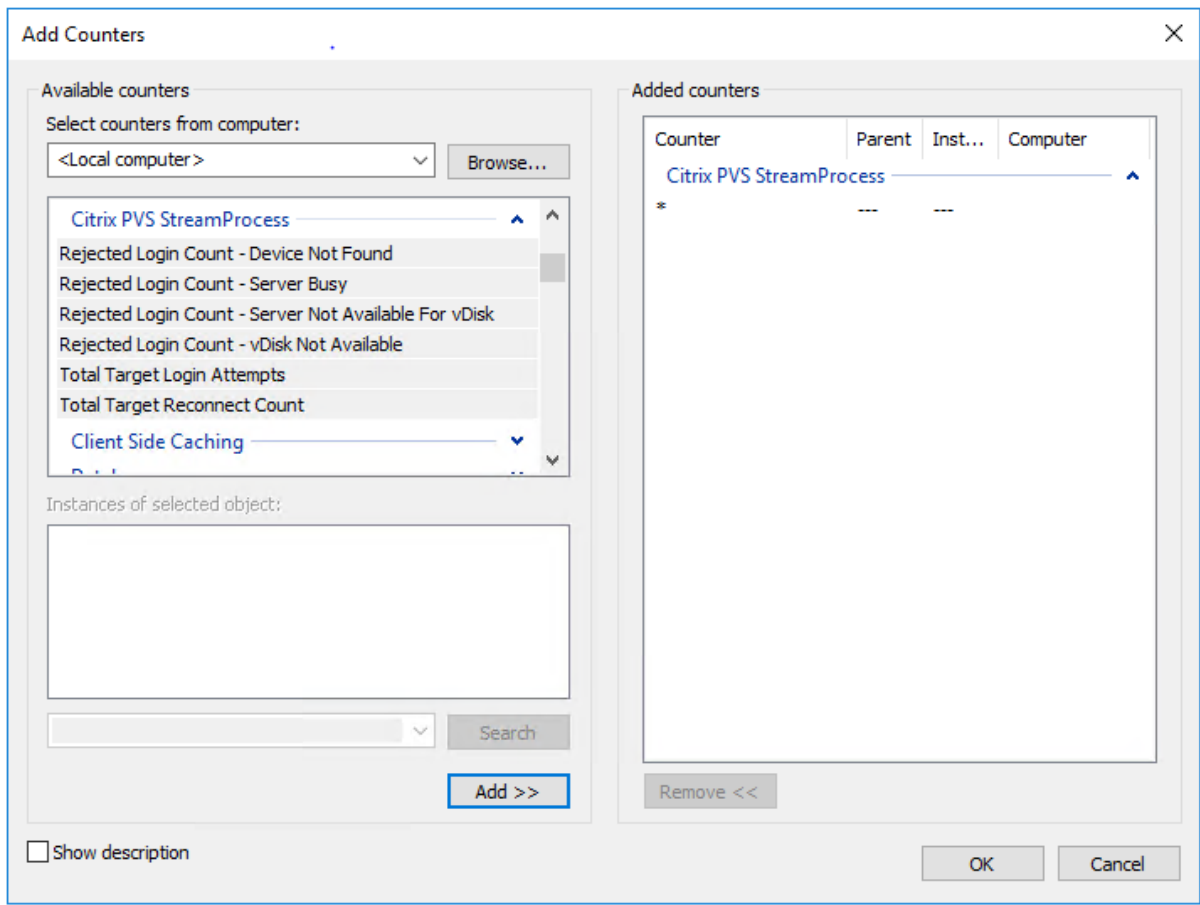 Add Counters
Available counters
Select counters from computer:
<Local computer>
Browse...
Citrix PVS StreamProcess
Rejected Login Count - Device Not Found
Rejected Login Count - Server Busy
Rejected Login Count - Server Not Available For vDisk
Rejected Login Count - vDisk Not Available
Total Target Login Attempts
Total Target Reconnect Count
Client Side Caching
Instances of selected object:
Search
Add >>
Show description
Added counters
Counter Parent Inst... Computer
Citrix PVS StreamProcess
* --- ---
Remove <<
OK Cancel